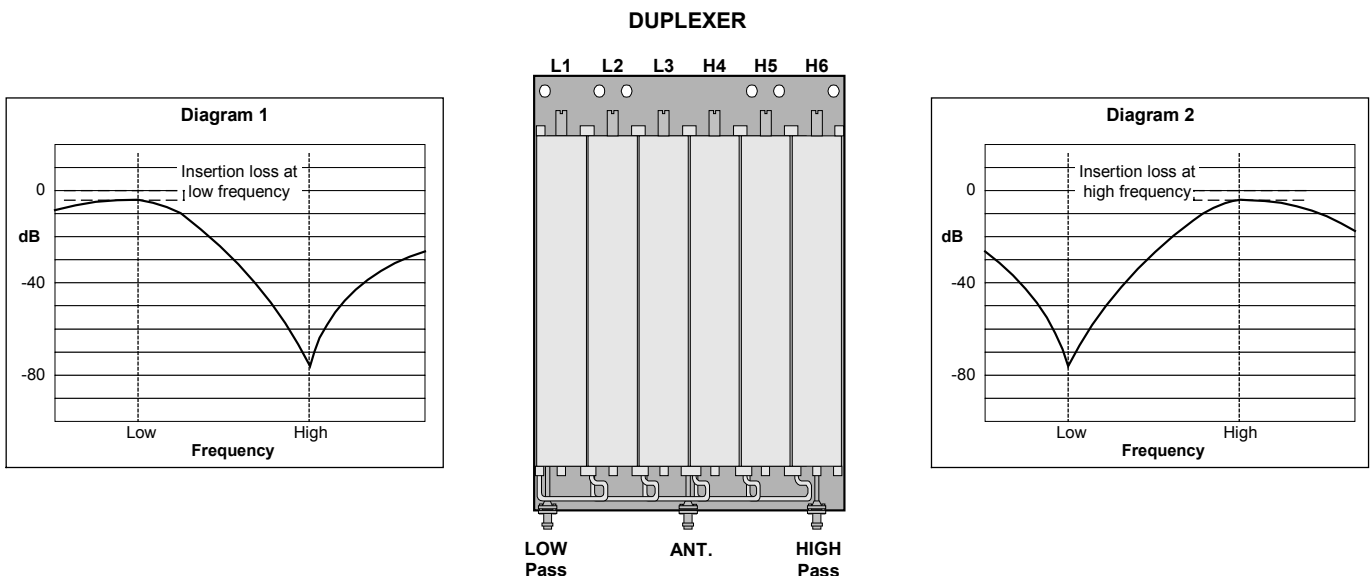 DUPLEXER
L1 L2 L3 H4 H5 H6
Diagram 1
Insertion loss at
low frequency
0
dB
-40
-80
Low High
Frequency
LOW
Pass
ANT.
HIGH
Pass
Diagram 2
Insertion loss at
high frequency
0
dB
-40
-80
Low High
Frequency